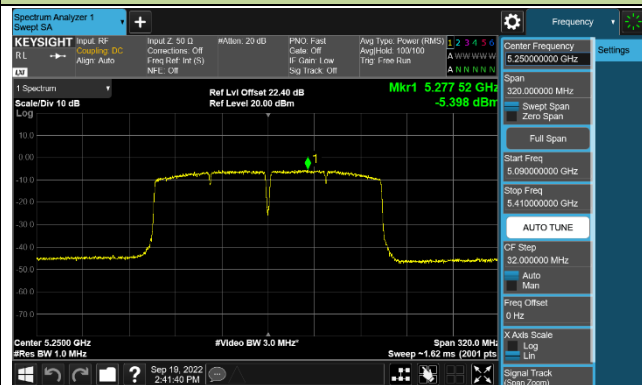 Spectrum Analyzer 1
Swept SA
Frequency
KEYSIGHT
RL
LXI
Input: RF
Coupling: DC
Align: Auto
Input Z: 50 Ω
Corrections: Off
Freq Ref: Int (S)
NFE: Off
#Atten: 20 dB
PNO: Fast
Gate: Off
IF Gain: Low
Sig Track: Off
Avg Type: Power (RMS)
Avg|Hold: 100/100
Trig: Free Run
1 2 3 4 5 6
A W W W W W
A N N N N N
1 Spectrum
Scale/Div 10 dB
Log
Ref Lvl Offset 22.40 dB
Ref Level 20.00 dBm
Mkr1 5.277 52 GHz
-5.398 dBm
1
10.0
0.00
-10.0
-20.0
-30.0
-40.0
-50.0
-60.0
-70.0
Center 5.2500 GHz
#Res BW 1.0 MHz
#Video BW 3.0 MHz*
Span 320.0 MHz
Sweep ~1.62 ms (2001 pts)
Sep 19, 2022
2:41:40 PM
Center Frequency
5.250000000 GHz
Settings
Span
320.000000 MHz
Swept Span
Zero Span
Full Span
Start Freq
5.090000000 GHz
Stop Freq
5.410000000 GHz
AUTO TUNE
CF Step
32.000000 MHz
Auto
Man
Freq Offset
0 Hz
X Axis Scale
Log
Lin
Signal Track
(Span Zoom)